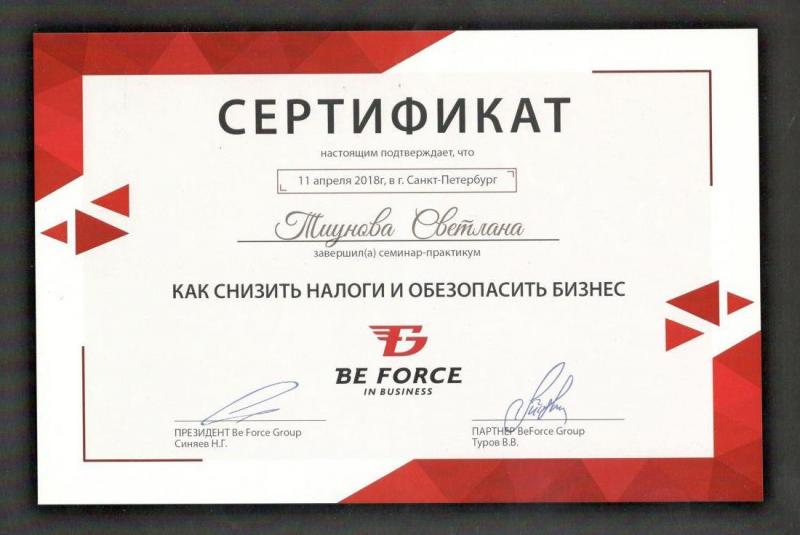 СЕРТИФИКАТ
настоящим подтверждает, что
11 апреля 2018г, в г. Санкт-Петербург
Тиунова Светлана
завершил(а) семинар-практикум
КАК СНИЗИТЬ НАЛОГИ И ОБЕЗОПАСИТЬ БИЗНЕС
BE FORCE
IN BUSINESS
ПРЕЗИДЕНТ Be Force Group
Синяев Н.Г.
ПАРТНЕР BeForce Group
Туров В.В.